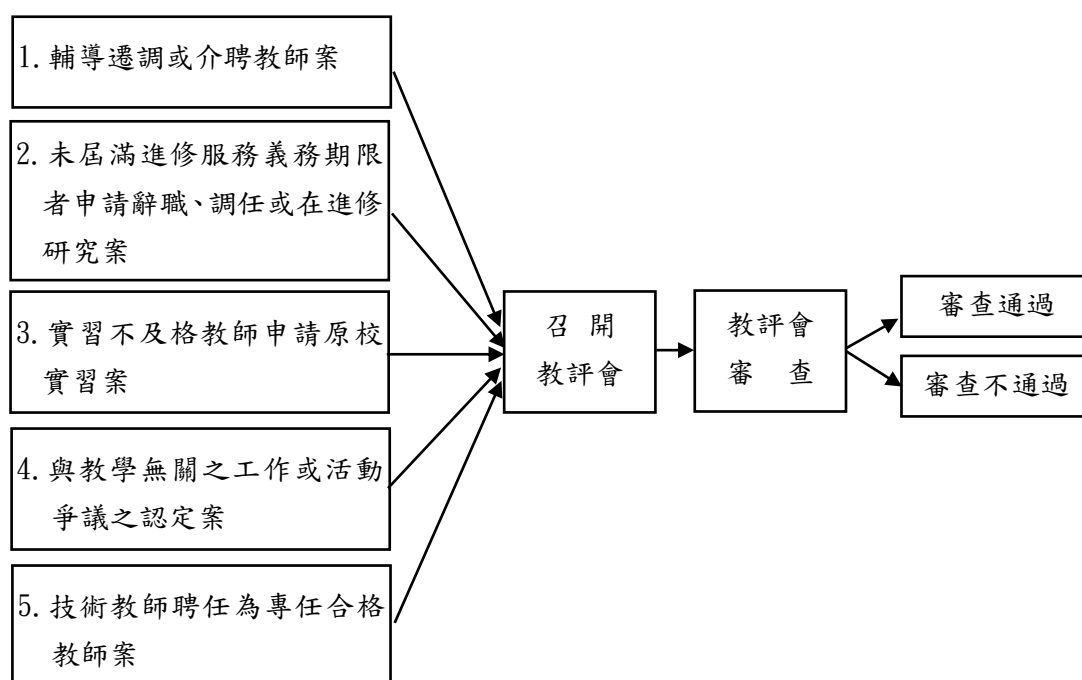 1. 輔導遷調或介聘教師案
2. 未屆滿進修服務義務期限
者申請辭職、調任或在進修
研究案
3. 實習不及格教師申請原校
實習案
4. 與教學無關之工作或活動
爭議之認定案
5. 技術教師聘任為專任合格
教師案
召 開
教評會
教評會
審 查
審查通過
審查不通過